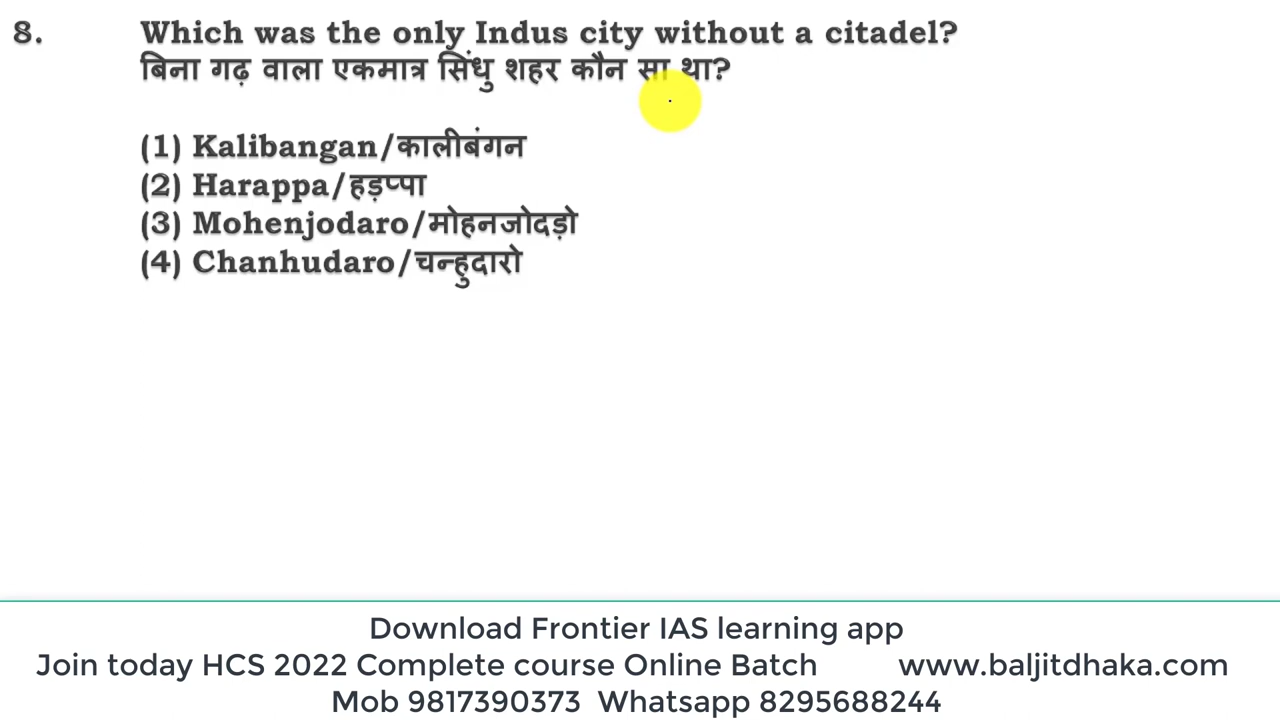 8. Which was the only Indus city without a citadel?
बिना गढ़ वाला एकमात्र सिंधु शहर कौन सा था?
(1) Kalibangan/कालीबंगन
(2) Harappa/हड़प्पा
(3) Mohenjodaro/मोहनजोदड़ो
(4) Chanhudaro/चन्हुदारो
Download Frontier IAS learning app
Join today HCS 2022 Complete course Online Batch www.baljitdhaka.com
Mob 9817390373 Whatsapp 8295688244